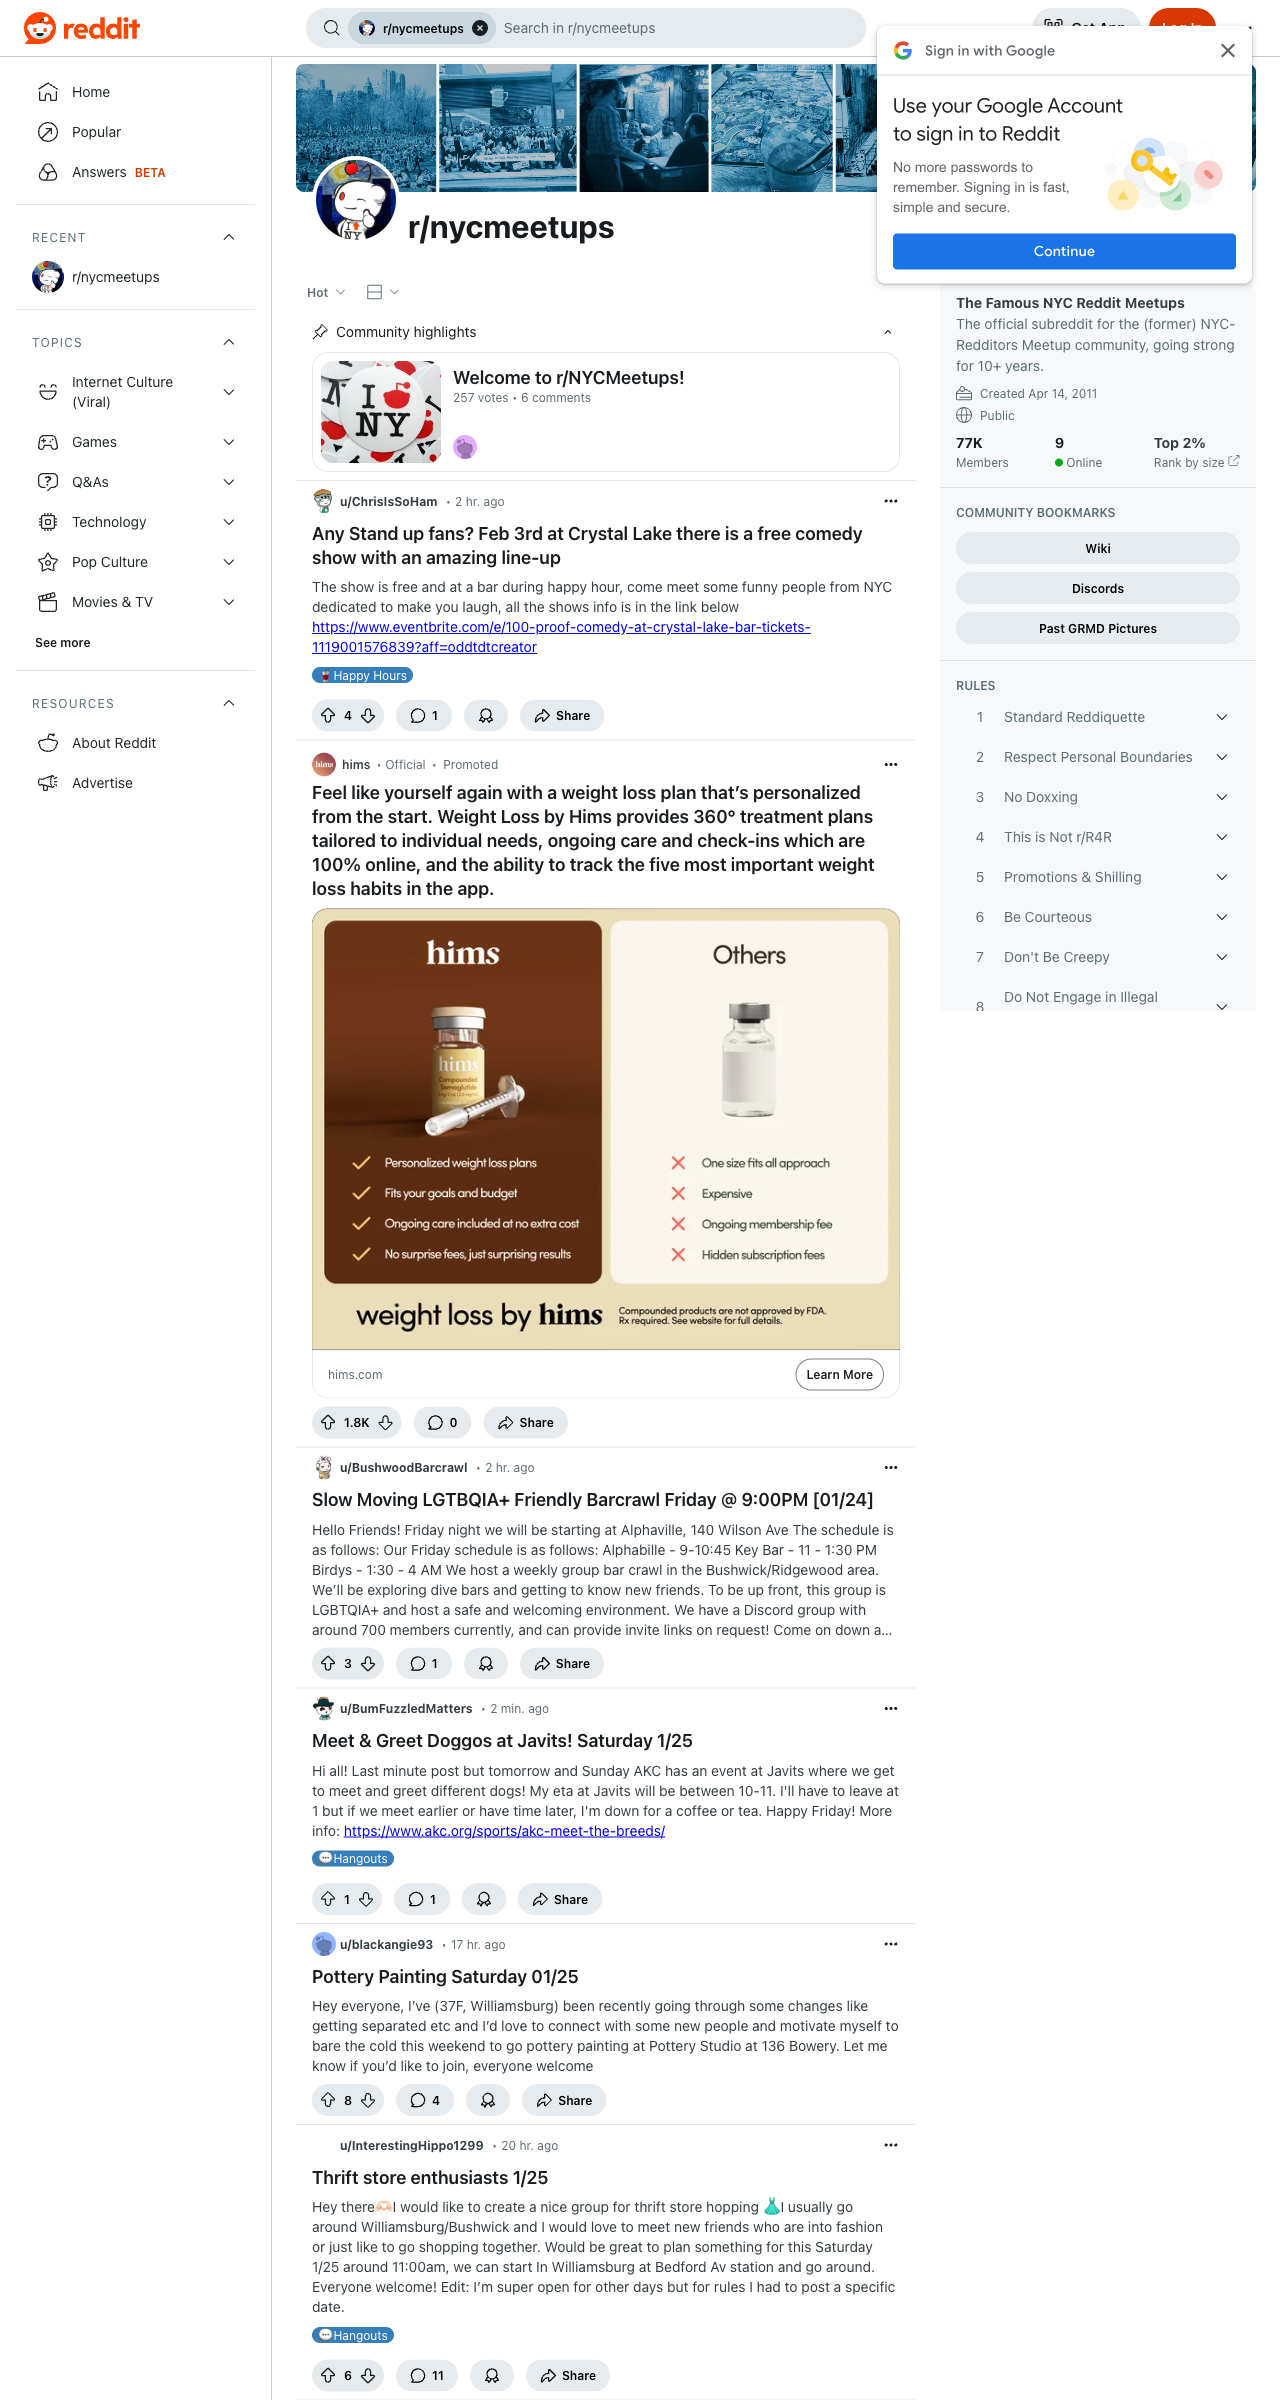 reddit
r/nycmeetups
Search in r/nycmeetups
Sign in with Google
Use your Google Account
to sign in to Reddit
No more passwords to
remember. Signing in is fast,
simple and secure.
Continue
Home
Popular
Answers BETA
RECENT
r/nycmeetups
TOPICS
Internet Culture
(Viral)
Games
Q&As
Technology
Pop Culture
Movies & TV
See more
RESOURCES
About Reddit
Advertise
r/nycmeetups
Hot
Community highlights
I
NY
Welcome to r/NYCMeetups!
257 votes • 6 comments
u/ChrisIsSoHam • 2 hr. ago
Any Stand up fans? Feb 3rd at Crystal Lake there is a free comedy
show with an amazing line-up
The show is free and at a bar during happy hour, come meet some funny people from NYC
dedicated to make you laugh, all the shows info is in the link below
https://www.eventbrite.com/e/100-proof-comedy-at-crystal-lake-bar-tickets-
1119001576839?aff=oddtdtcreator
🍷Happy Hours
4 1 Share
hims • Official • Promoted
Feel like yourself again with a weight loss plan that’s personalized
from the start. Weight Loss by Hims provides 360° treatment plans
tailored to individual needs, ongoing care and check-ins which are
100% online, and the ability to track the five most important weight
loss habits in the app.
hims
hims
Compounded
Semaglutide
Personalized weight loss plans
Fits your goals and budget
Ongoing care included at no extra cost
No surprise fees, just surprising results
Others
One size fits all approach
Expensive
Ongoing membership fee
Hidden subscription fees
weight loss by hims
Compounded products are not approved by FDA.
Rx required. See website for full details.
hims.com
Learn More
1.8K 0 Share
u/BushwoodBarcrawl • 2 hr. ago
Slow Moving LGTBQIA+ Friendly Barcrawl Friday @ 9:00PM [01/24]
Hello Friends! Friday night we will be starting at Alphaville, 140 Wilson Ave The schedule is
as follows: Our Friday schedule is as follows: Alphabille - 9-10:45 Key Bar - 11 - 1:30 PM
Birdys - 1:30 - 4 AM We host a weekly group bar crawl in the Bushwick/Ridgewood area.
We’ll be exploring dive bars and getting to know new friends. To be up front, this group is
LGBTQIA+ and host a safe and welcoming environment. We have a Discord group with
around 700 members currently, and can provide invite links on request! Come on down a...
3 1 Share
u/BumFuzzledMatters • 2 min. ago
Meet & Greet Doggos at Javits! Saturday 1/25
Hi all! Last minute post but tomorrow and Sunday AKC has an event at Javits where we get
to meet and greet different dogs! My eta at Javits will be between 10-11. I'll have to leave at
1 but if we meet earlier or have time later, I'm down for a coffee or tea. Happy Friday! More
info: https://www.akc.org/sports/akc-meet-the-breeds/
💬Hangouts
1 1 Share
u/blackangie93 • 17 hr. ago
Pottery Painting Saturday 01/25
Hey everyone, I’ve (37F, Williamsburg) been recently going through some changes like
getting separated etc and I’d love to connect with some new people and motivate myself to
bare the cold this weekend to go pottery painting at Pottery Studio at 136 Bowery. Let me
know if you’d like to join, everyone welcome
8 4 Share
u/InterestingHippo1299 • 20 hr. ago
Thrift store enthusiasts 1/25
Hey there🫶🏻I would like to create a nice group for thrift store hopping 👗I usually go
around Williamsburg/Bushwick and I would love to meet new friends who are into fashion
or just like to go shopping together. Would be great to plan something for this Saturday
1/25 around 11:00am, we can start In Williamsburg at Bedford Av station and go around.
Everyone welcome! Edit: I’m super open for other days but for rules I had to post a specific
date.
💬Hangouts
6 11 Share
The Famous NYC Reddit Meetups
The official subreddit for the (former) NYC-
Redditors Meetup community, going strong
for 10+ years.
Created Apr 14, 2011
Public
77K 9 Top 2%
Members Online Rank by size
COMMUNITY BOOKMARKS
Wiki
Discords
Past GRMD Pictures
RULES
1 Standard Reddiquette
2 Respect Personal Boundaries
3 No Doxxing
4 This is Not r/R4R
5 Promotions & Shilling
6 Be Courteous
7 Don't Be Creepy
8 Do Not Engage in Illegal